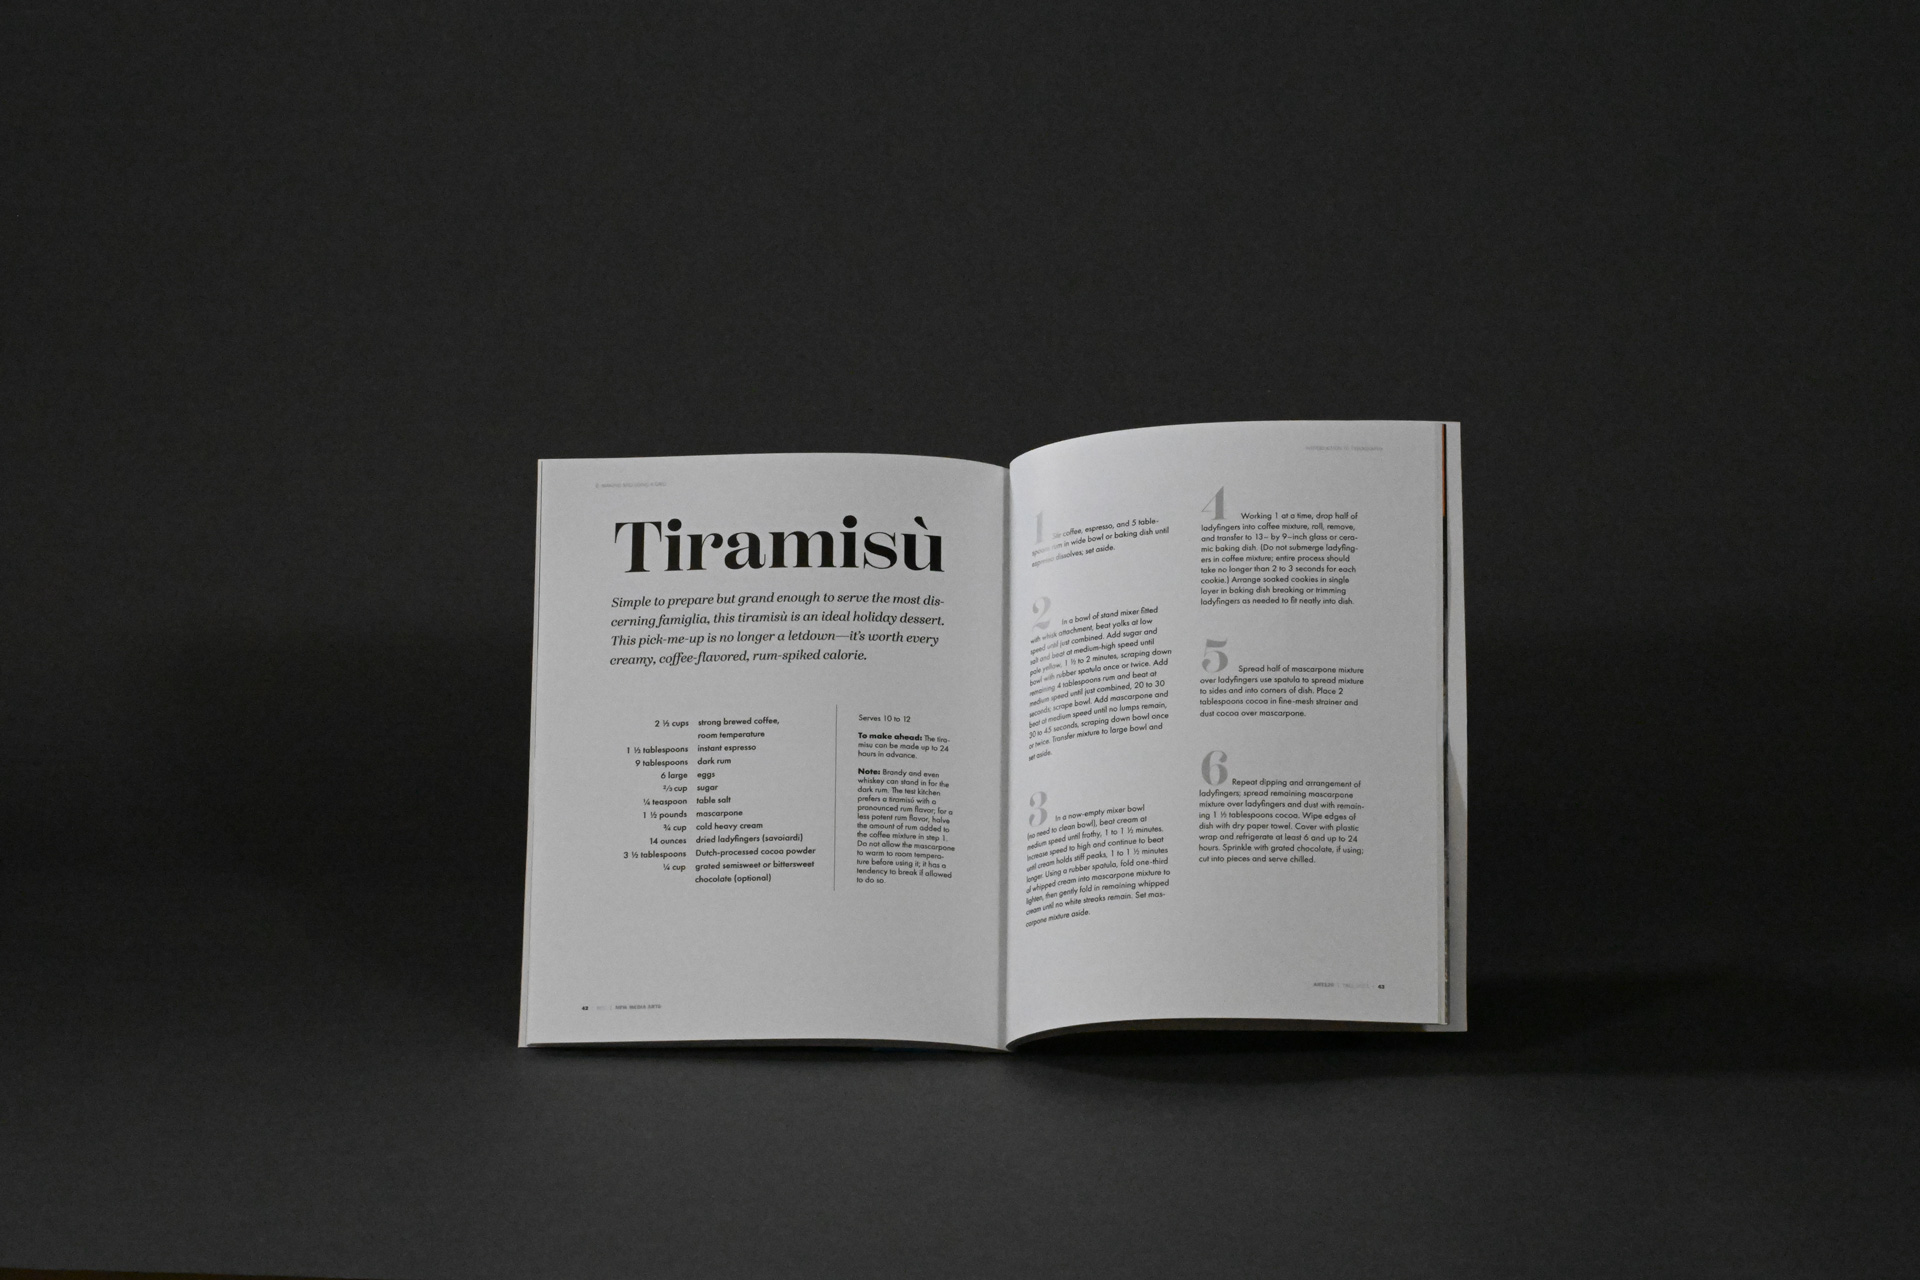 Tiramisù
Simple to prepare but grand enough to serve the most dis-
cerning famiglia, this tiramisù is an ideal holiday dessert.
This pick-me-up is no longer a letdown—it's worth every
creamy, coffee-flavored, rum-spiked calorie.
2 ½ cups strong brewed coffee,
room temperature
1 ½ tablespoons instant espresso
9 tablespoons dark rum
6 large eggs
⅔ cup sugar
¼ teaspoon table salt
1 ½ pounds mascarpone
¾ cup cold heavy cream
14 ounces dried ladyfingers (savoiardi)
3 ½ tablespoons Dutch-processed cocoa powder
¼ cup grated semisweet or bittersweet
chocolate (optional)
Serves 10 to 12
To make ahead: The tira-
misu can be made up to 24
hours in advance.
Note: Brandy and even
whiskey can stand in for the
dark rum. The test kitchen
prefers a tiramisú with a
pronounced rum flavor; for a
less potent rum flavor, halve
the amount of rum added to
the coffee mixture in step 1.
Do not allow the mascarpone
to warm to room tempera-
ture before using it; it has a
tendency to break if allowed
to do so.
42 NEW MEDIA DEVA
1 coffee, espresso, and 5 table-
rum in wide bowl or baking dish until
dissolves; set aside.
2 In a bowl of stand mixer fitted
with whisk attachment, beat yolks at low
speed until just combined. Add sugar and
salt and beat at medium-high speed until
pale yellow, 1 ½ to 2 minutes, scraping down
bowl with rubber spatula once or twice. Add
remaining 4 tablespoons rum and beat at
medium speed until just combined, 20 to 30
seconds; scrape bowl. Add mascarpone and
beat at medium speed until no lumps remain,
30 to 45 seconds, scraping down bowl once
or twice. Transfer mixture to large bowl and
set aside.
3 In a now-empty mixer bowl
(no need to clean bowl), beat cream at
medium speed until frothy, 1 to 1 ½ minutes.
Increase speed to high and continue to beat
until cream holds stiff peaks, 1 to 1 ½ minutes
longer. Using a rubber spatula, fold one-third
of whipped cream into mascarpone mixture to
lighten, then gently fold in remaining whipped
cream until no white streaks remain. Set mas-
carpone mixture aside.
4 Working 1 at a time, drop half of
ladyfingers into coffee mixture, roll, remove,
and transfer to 13– by 9–inch glass or cera-
mic baking dish. (Do not submerge ladyfing-
ers in coffee mixture; entire process should
take no longer than 2 to 3 seconds for each
cookie.) Arrange soaked cookies in single
layer in baking dish breaking or trimming
ladyfingers as needed to fit neatly into dish.
5 Spread half of mascarpone mixture
over ladyfingers use spatula to spread mixture
to sides and into corners of dish. Place 2
tablespoons cocoa in fine-mesh strainer and
dust cocoa over mascarpone.
6 Repeat dipping and arrangement of
ladyfingers; spread remaining mascarpone
mixture over ladyfingers and dust with remain-
ing 1 ½ tablespoons cocoa. Wipe edges of
dish with dry paper towel. Cover with plastic
wrap and refrigerate at least 6 and up to 24
hours. Sprinkle with grated chocolate, if using;
cut into pieces and serve chilled.
43